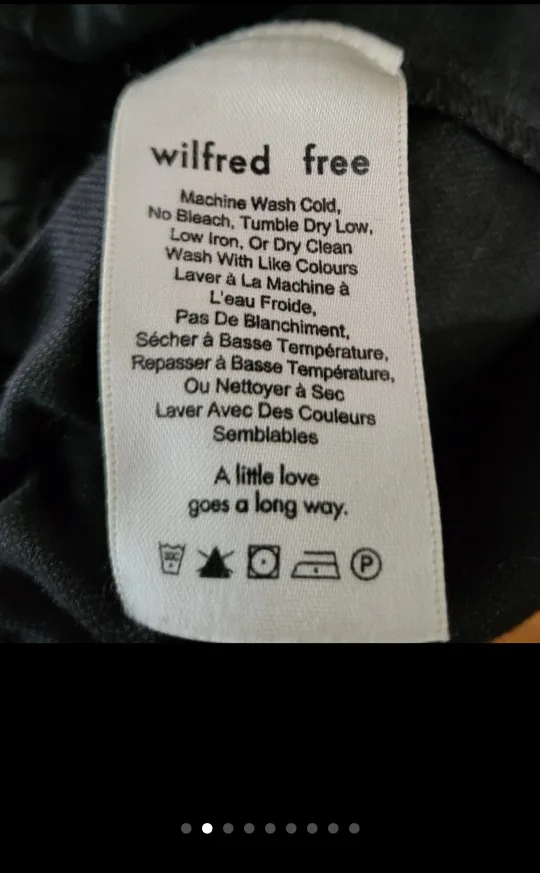 wilfred free
Machine Wash Cold,
No Bleach, Tumble Dry Low,
Low Iron, Or Dry Clean
Wash With Like Colours
Laver à La Machine à
L'eau Froide,
Pas De Blanchiment,
Sécher à Basse Température,
Repasser à Basse Température,
Ou Nettoyer à Sec
Laver Avec Des Couleurs
Semblables
A little love
goes a long way.
30C P